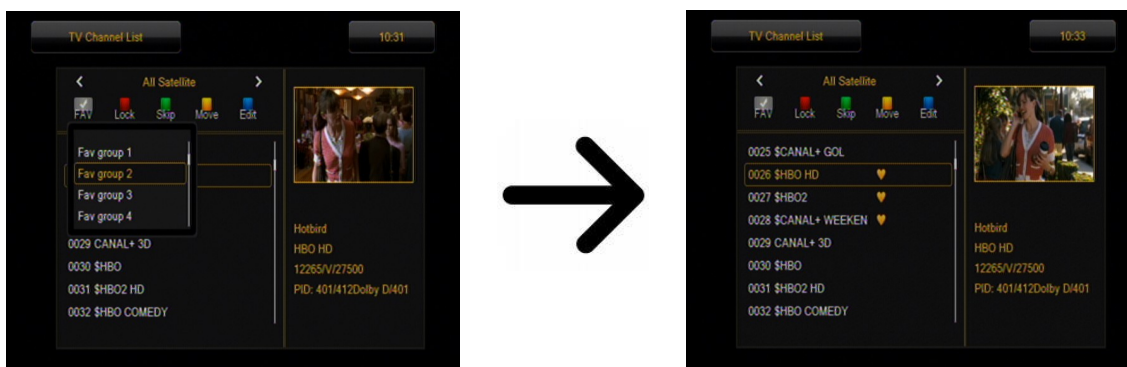 TV Channel List
10:31
All Satellite
FAV Lock Skip Move Edit
Fav group 1
Fav group 2
Fav group 3
Fav group 4
0029 CANAL+ 3D
0030 $HBO
0031 $HBO2 HD
0032 $HBO COMEDY
Hotbird
HBO HD
12265/V/27500
PID: 401/412Dolby D/401
TV Channel List
10:33
All Satellite
FAV Lock Skip Move Edit
0025 $CANAL+ GOL
0026 $HBO HD
0027 $HBO2
0028 $CANAL+ WEEKEN
0029 CANAL+ 3D
0030 $HBO
0031 $HBO2 HD
0032 $HBO COMEDY
Hotbird
HBO HD
12265/V/27500
PID: 401/412Dolby D/401